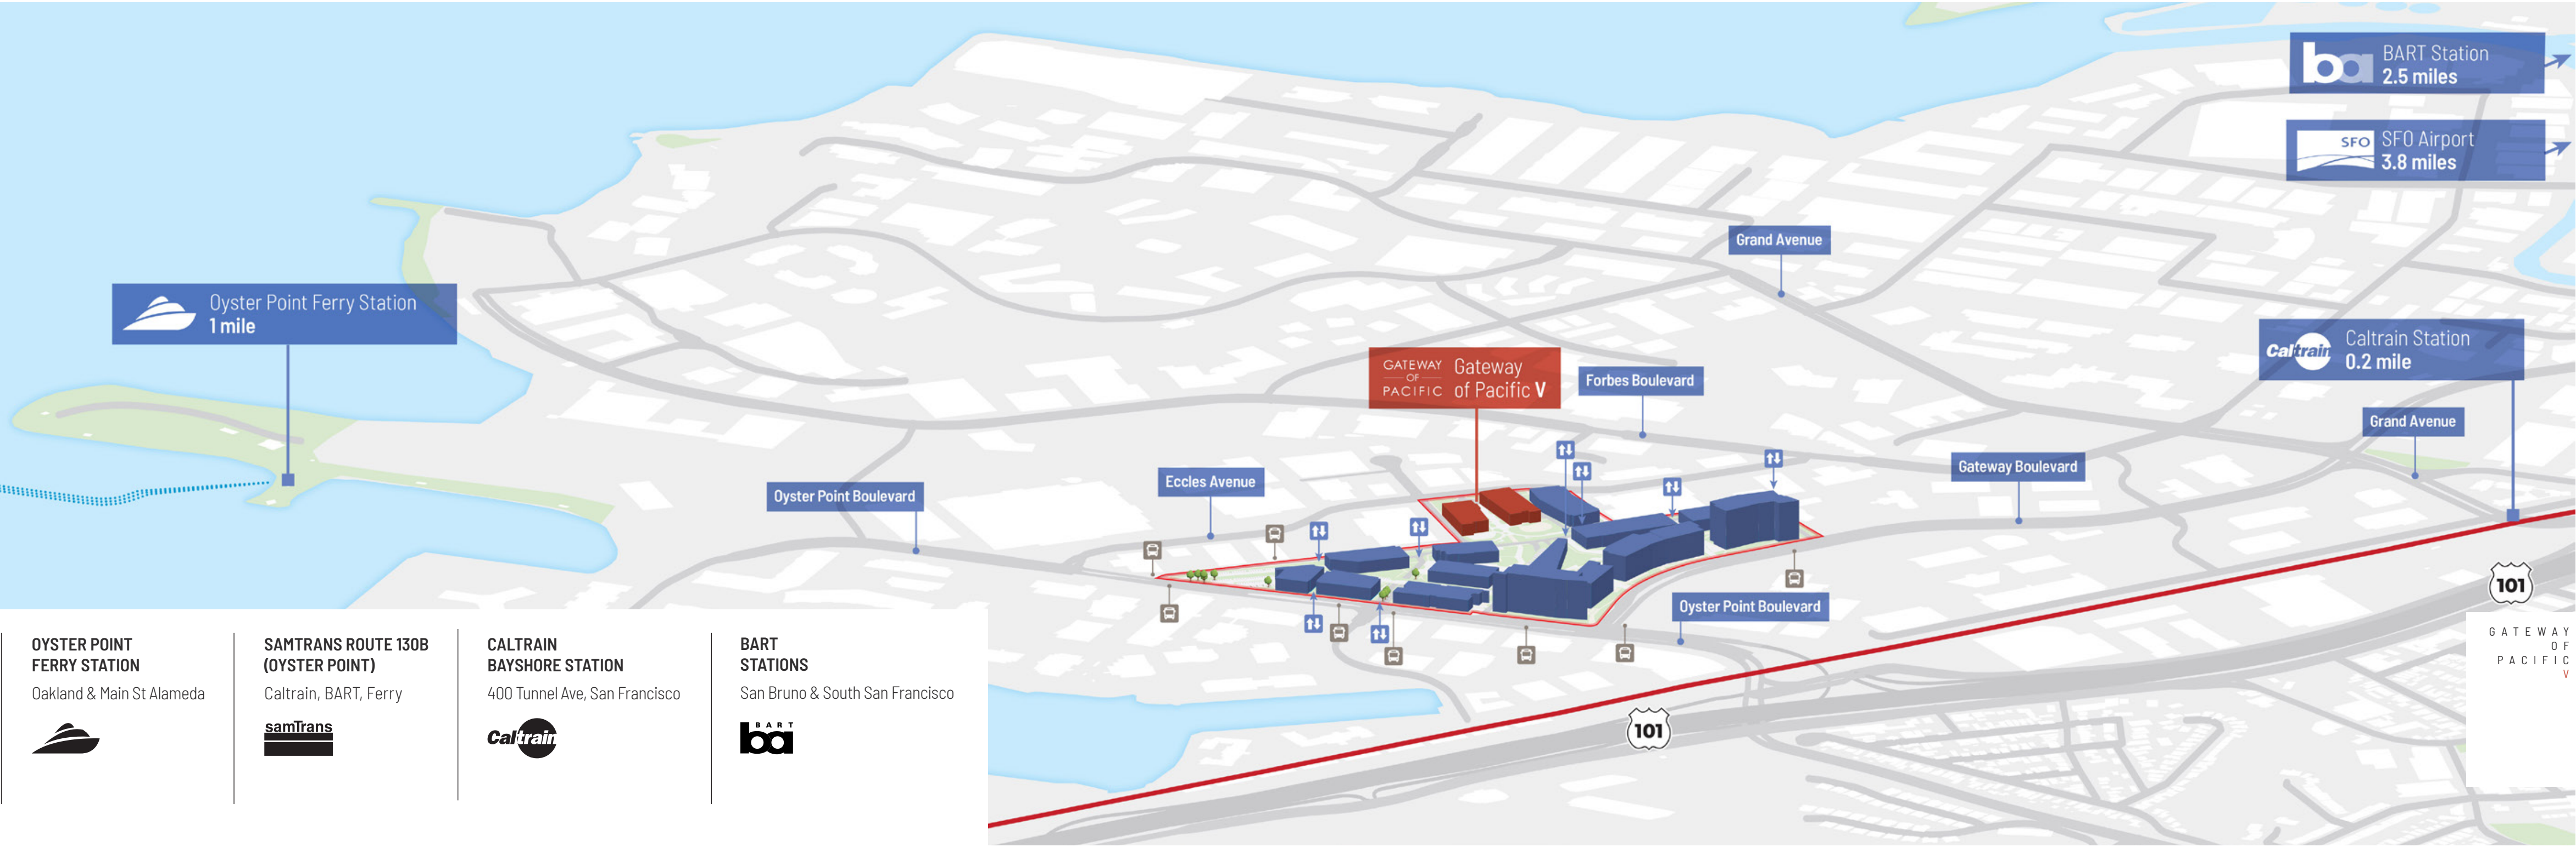 BART Station
2.5 miles
SFO
SFO Airport
3.8 miles
Grand Avenue
Oyster Point Ferry Station
1 mile
Caltrain
Caltrain Station
0.2 mile
GATEWAY
OF
PACIFIC
Gateway
of Pacific V
Forbes Boulevard
Grand Avenue
Gateway Boulevard
Eccles Avenue
Oyster Point Boulevard
Oyster Point Boulevard
101
101
OYSTER POINT
FERRY STATION
Oakland & Main St Alameda
SAMTRANS ROUTE 130B
(OYSTER POINT)
Caltrain, BART, Ferry
samTrans
CALTRAIN
BAYSHORE STATION
400 Tunnel Ave, San Francisco
Caltrain
BART
STATIONS
San Bruno & South San Francisco
BART
ba
GATEWAY
OF
PACIFIC
V